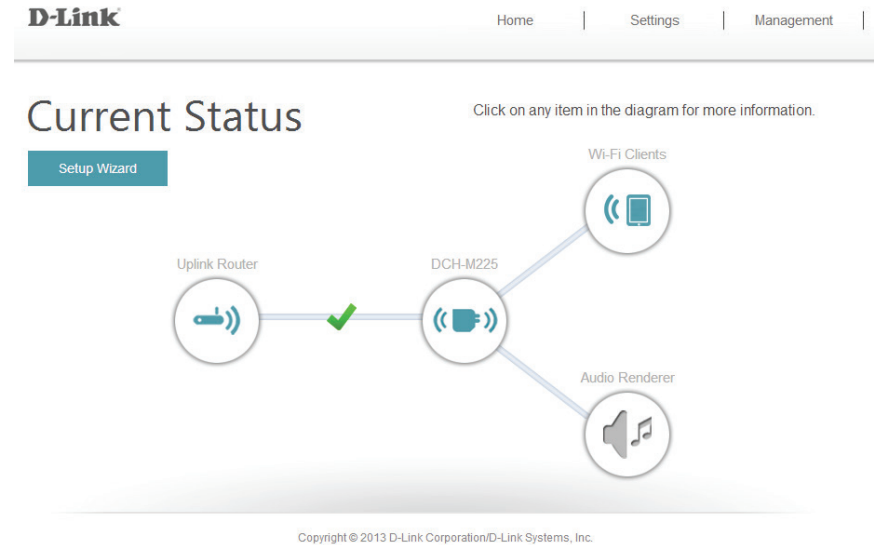 D-Link
Home | Settings | Management |
Current Status
Click on any item in the diagram for more information.
Setup Wizard
Wi-Fi Clients
Uplink Router
DCH-M225
Audio Renderer
Copyright © 2013 D-Link Corporation/D-Link Systems, Inc.